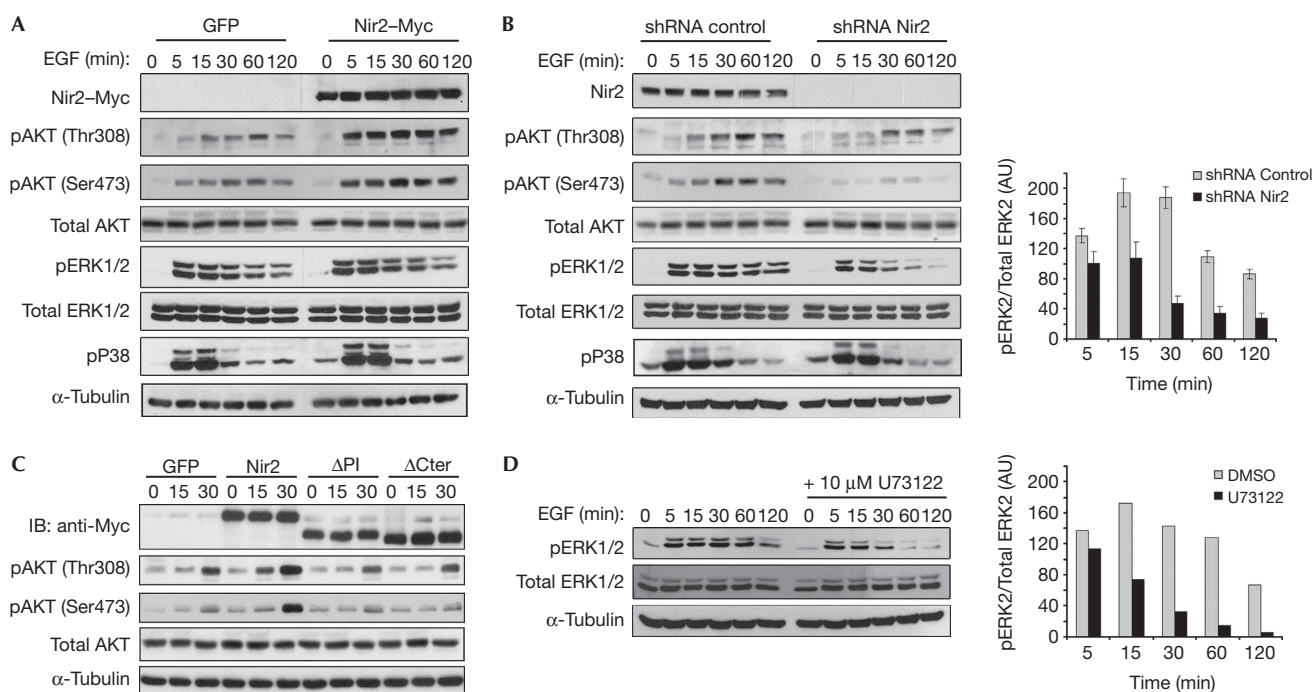 A
GFP Nir2–Myc
EGF (min): 0 5 15 30 60 120 0 5 15 30 60 120
Nir2–Myc
pAKT (Thr308)
pAKT (Ser473)
Total AKT
pERK1/2
Total ERK1/2
pP38
α-Tubulin
B
shRNA control shRNA Nir2
EGF (min): 0 5 15 30 60 120 0 5 15 30 60 120
Nir2
pAKT (Thr308)
pAKT (Ser473)
Total AKT
pERK1/2
Total ERK1/2
pP38
α-Tubulin
pERK2/Total ERK2 (AU)
200
160
120
80
40
0
shRNA Control
shRNA Nir2
5 15 30 60 120
Time (min)
C
GFP Nir2 ΔPI ΔCter
0 15 30 0 15 30 0 15 30 0 15 30
IB: anti-Myc
pAKT (Thr308)
pAKT (Ser473)
Total AKT
α-Tubulin
D
+ 10 μM U73122
EGF (min): 0 5 15 30 60 120 0 5 15 30 60 120
pERK1/2
Total ERK1/2
α-Tubulin
pERK2/Total ERK2 (AU)
200
160
120
80
40
0
DMSO
U73122
5 15 30 60 120
Time (min)